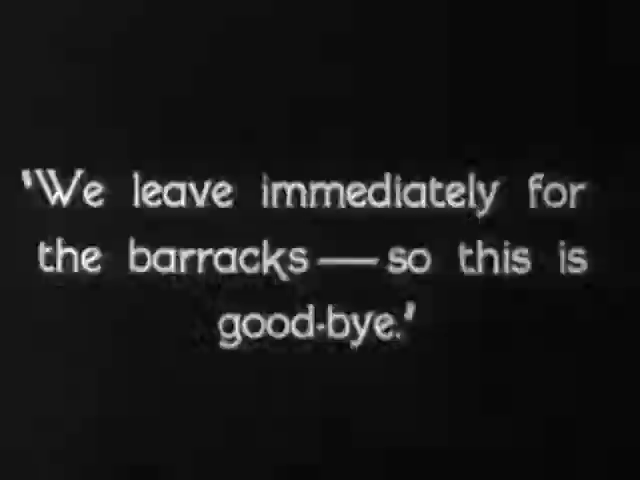 "We leave immediately for
the barracks — so this is
good-bye."